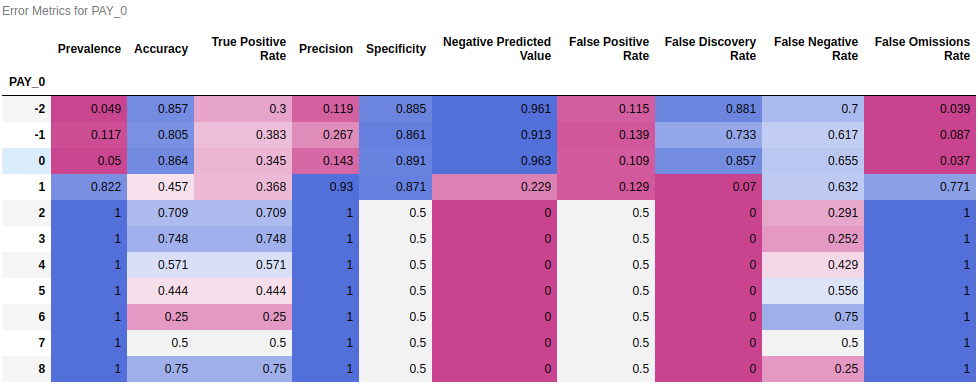 Error Metrics for PAY_0
Prevalence Accuracy True Positive Rate Precision Specificity Negative Predicted Value False Positive Rate False Discovery Rate False Negative Rate False Omissions Rate
PAY_0
-2 0.049 0.857 0.3 0.119 0.885 0.961 0.115 0.881 0.7 0.039
-1 0.117 0.805 0.383 0.267 0.861 0.913 0.139 0.733 0.617 0.087
0 0.05 0.864 0.345 0.143 0.891 0.963 0.109 0.857 0.655 0.037
1 0.822 0.457 0.368 0.93 0.871 0.229 0.129 0.07 0.632 0.771
2 1 0.709 0.709 1 0.5 0 0.5 0 0.291 1
3 1 0.748 0.748 1 0.5 0 0.5 0 0.252 1
4 1 0.571 0.571 1 0.5 0 0.5 0 0.429 1
5 1 0.444 0.444 1 0.5 0 0.5 0 0.556 1
6 1 0.25 0.25 1 0.5 0 0.5 0 0.75 1
7 1 0.5 0.5 1 0.5 0 0.5 0 0.5 1
8 1 0.75 0.75 1 0.5 0 0.5 0 0.25 1